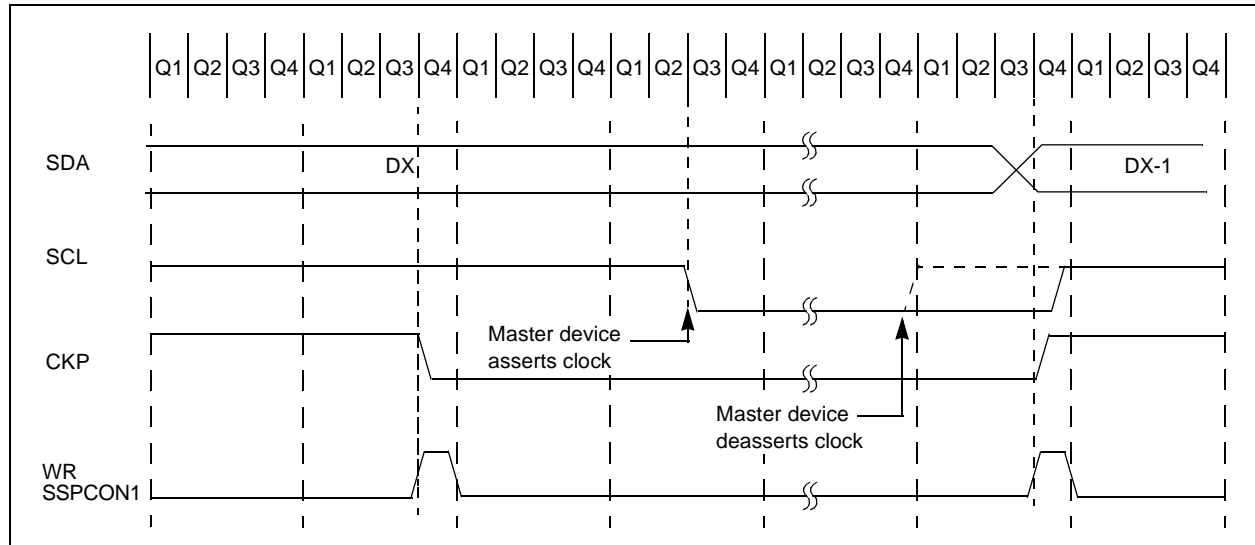 Q1 Q2 Q3 Q4 Q1 Q2 Q3 Q4 Q1 Q2 Q3 Q4 Q1 Q2 Q3 Q4 Q1 Q2 Q3 Q4 Q1 Q2 Q3 Q4 Q1 Q2 Q3 Q4
SDA
DX
DX-1
SCL
Master device
asserts clock
CKP
Master device
deasserts clock
WR
SSPCON1